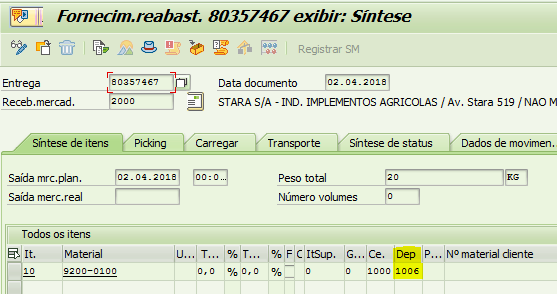 Fornecim.reabast. 80357467 exibir: Síntese
Registrar SM
Entrega 80357467 Data documento 02.04.2018
Receb.mercad. 2000 STARA S/A - IND. IMPLEMENTOS AGRICOLAS / Av. Stara 519 / NAO M
Síntese de itens Picking Carregar Transporte Síntese de status Dados de movimen.
Saída mrc.plan. 02.04.2018 00:0... Peso total 20 KG
Saída merc.real Número volumes 0
Todos os itens
It. Material U... T... % T... % F C ItSup. G... Ce. Dep P... Nº material cliente
10 9200-0100 0,0 % 0,0 % 0 0 1000 1006